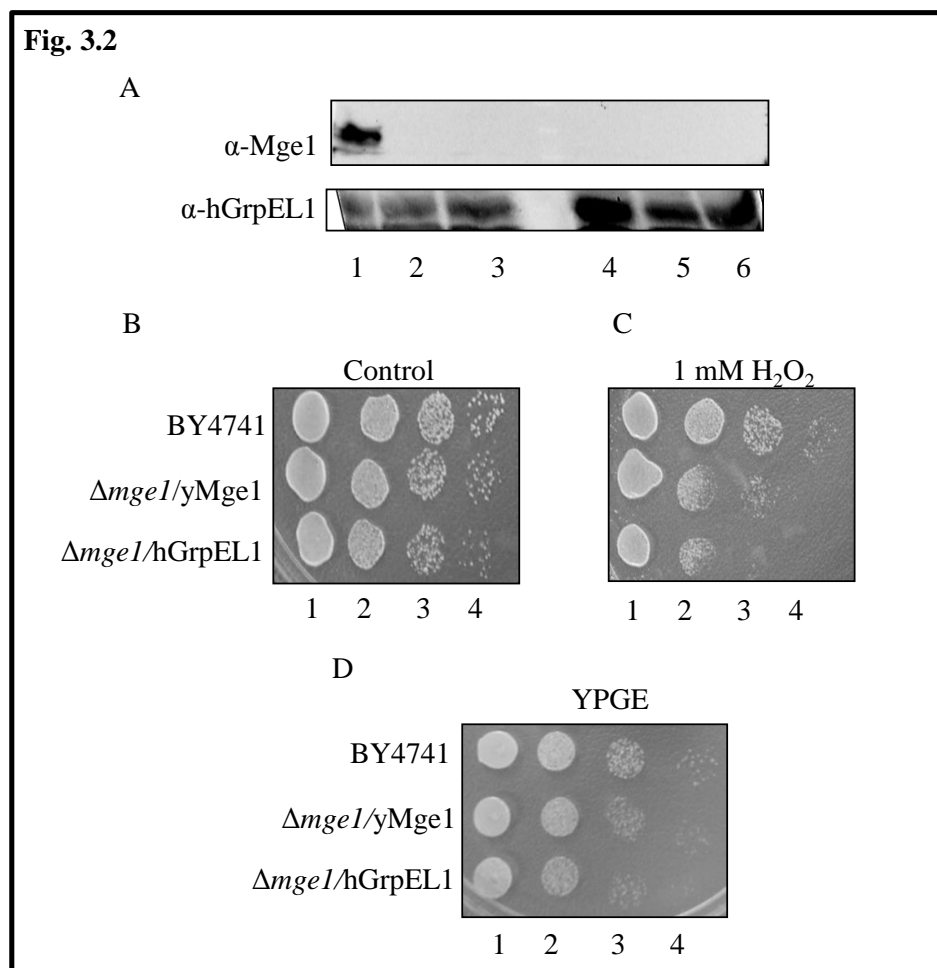 Fig. 3.2
A
α-Mge1
α-hGrpEL1
1 2 3 4 5 6
B C
Control 1 mM H₂O₂
BY4741
Δmge1/yMge1
Δmge1/hGrpEL1
1 2 3 4 1 2 3 4
D
YPGE
BY4741
Δmge1/yMge1
Δmge1/hGrpEL1
1 2 3 4